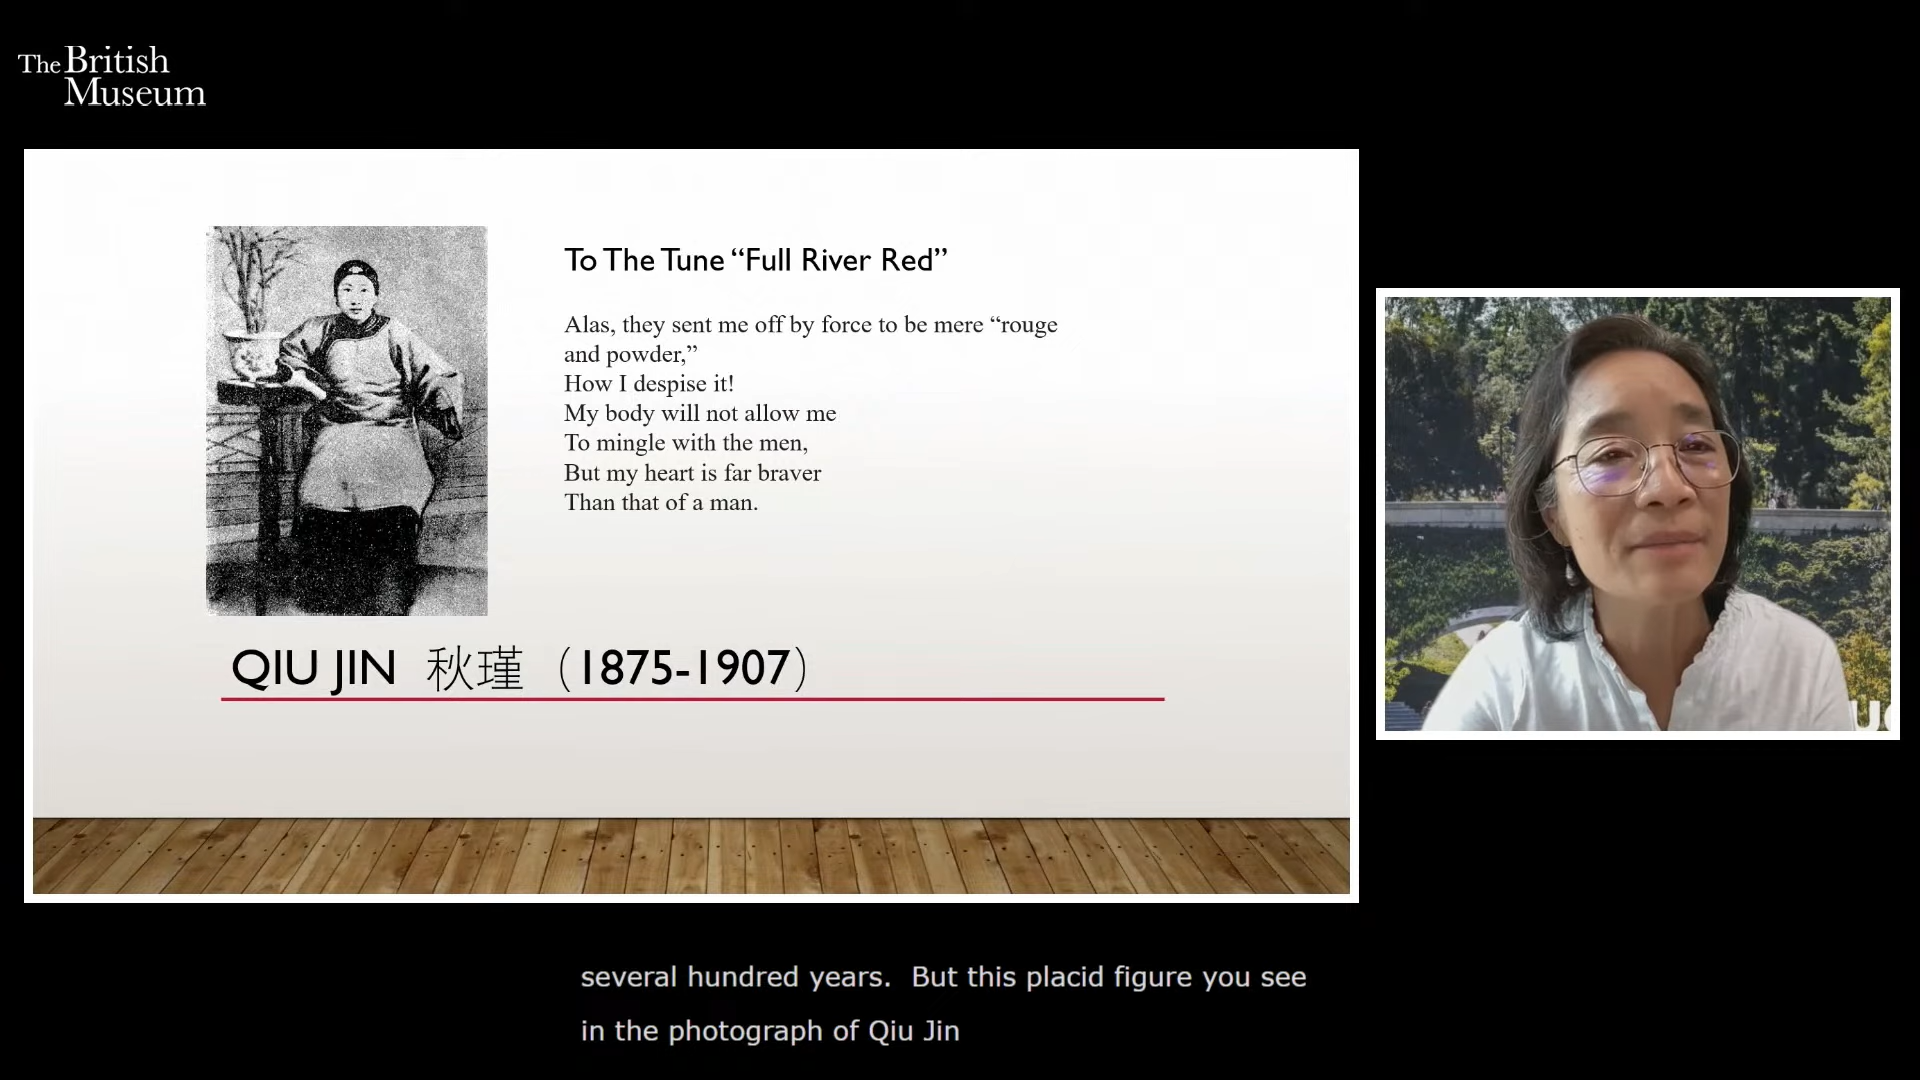 The British
Museum
To The Tune “Full River Red”
Alas, they sent me off by force to be mere “rouge
and powder,”
How I despise it!
My body will not allow me
To mingle with the men,
But my heart is far braver
Than that of a man.
QIU JIN 秋瑾（1875-1907）
several hundred years.  But this placid figure you see
in the photograph of Qiu Jin